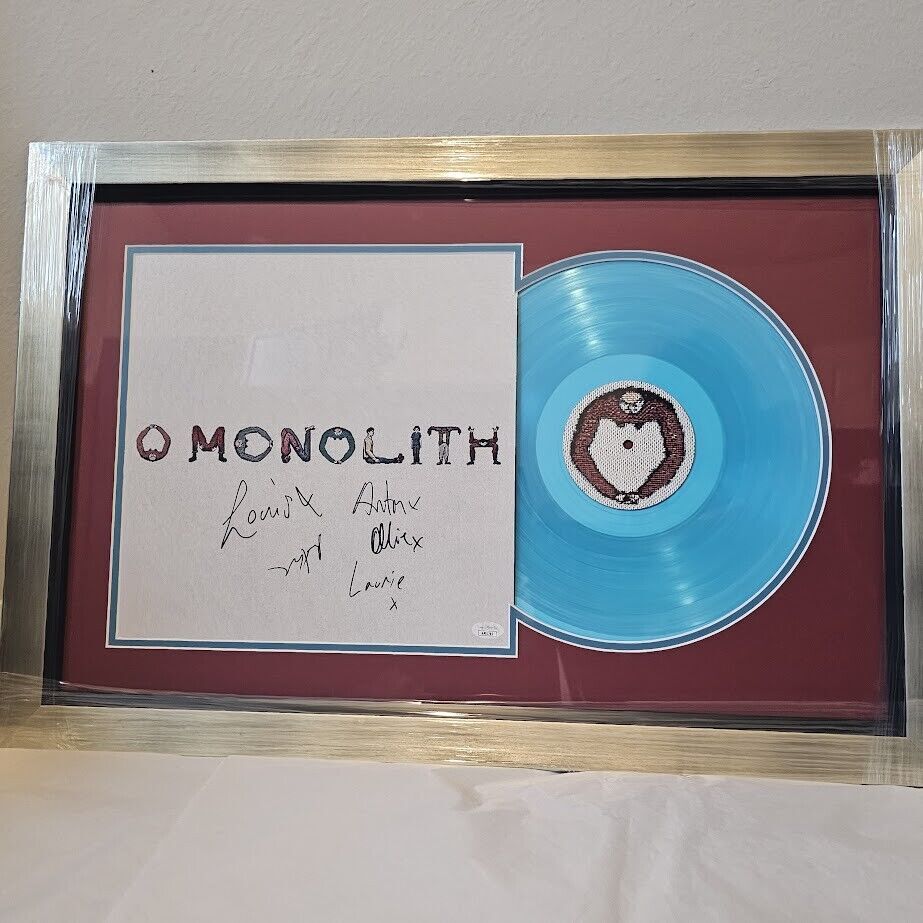 O MONOLITH
Louis x Anton x
Ollie x
Laurie
x